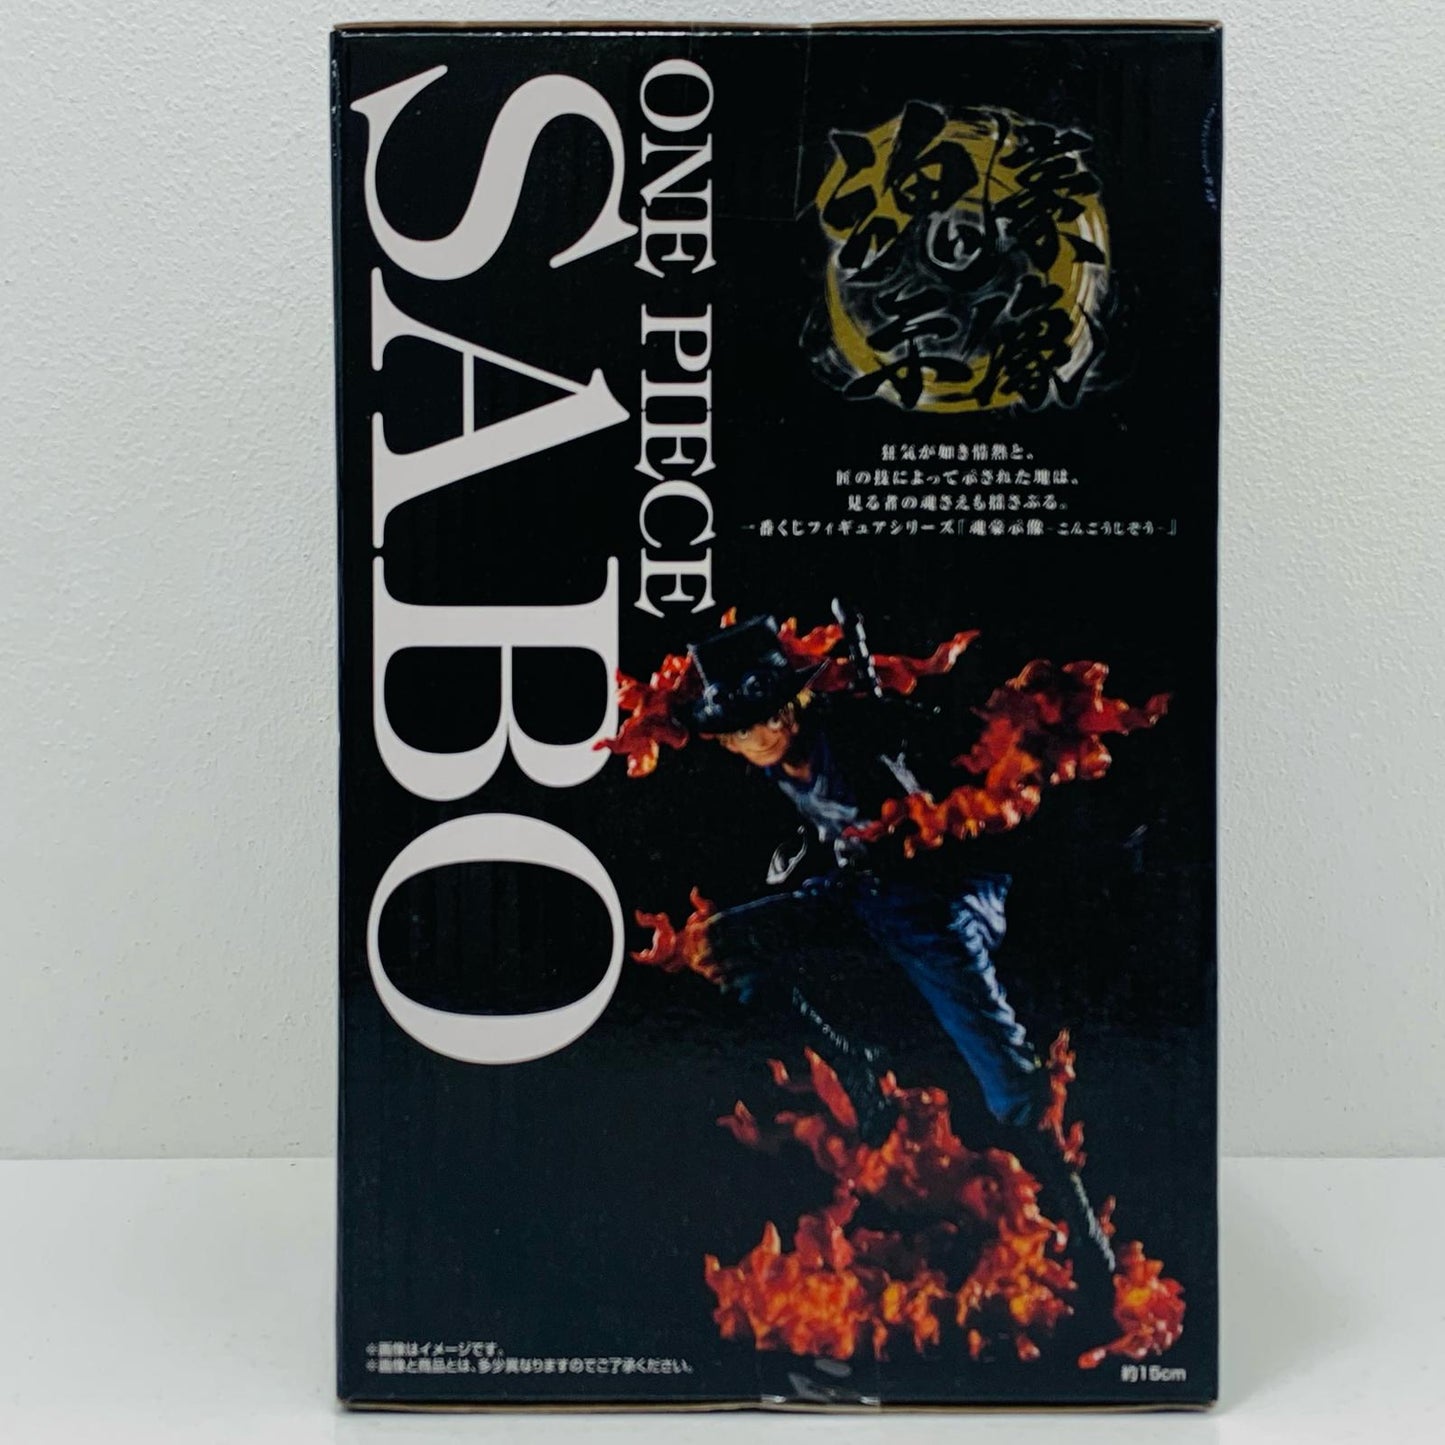 ONE PIECE
SABO
魂豪示像
狂気が如き情熱と、
匠の技によって示された塊は、
見る者の魂さえも揺さぶる。
一番くじフィギュアシリーズ『魂豪示像 -こんごうじぞう-』
※画像はイメージです。
※画像と商品とは、多少異なりますのでご了承ください。
約15cm